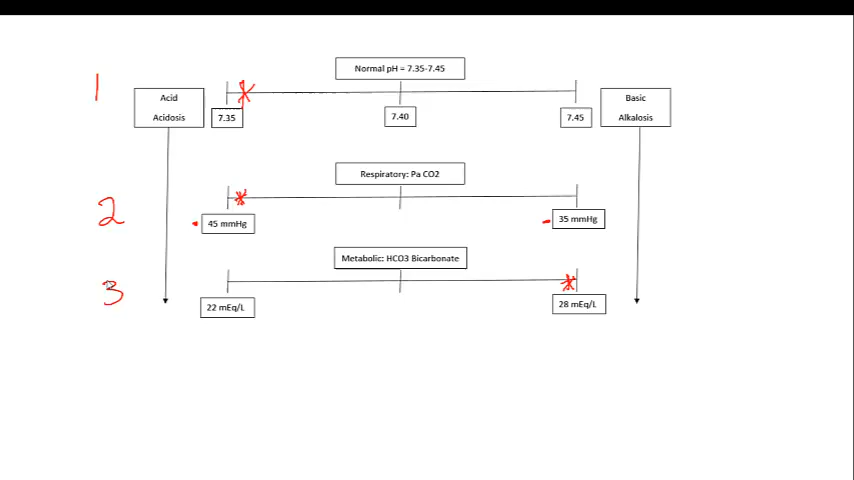 Normal pH = 7.35-7.45
1
Acid
Acidosis
Basic
Alkalosis
7.35
7.40
7.45
Respiratory: Pa CO2
2
45 mmHg
35 mmHg
Metabolic: HCO3 Bicarbonate
3
22 mEq/L
28 mEq/L